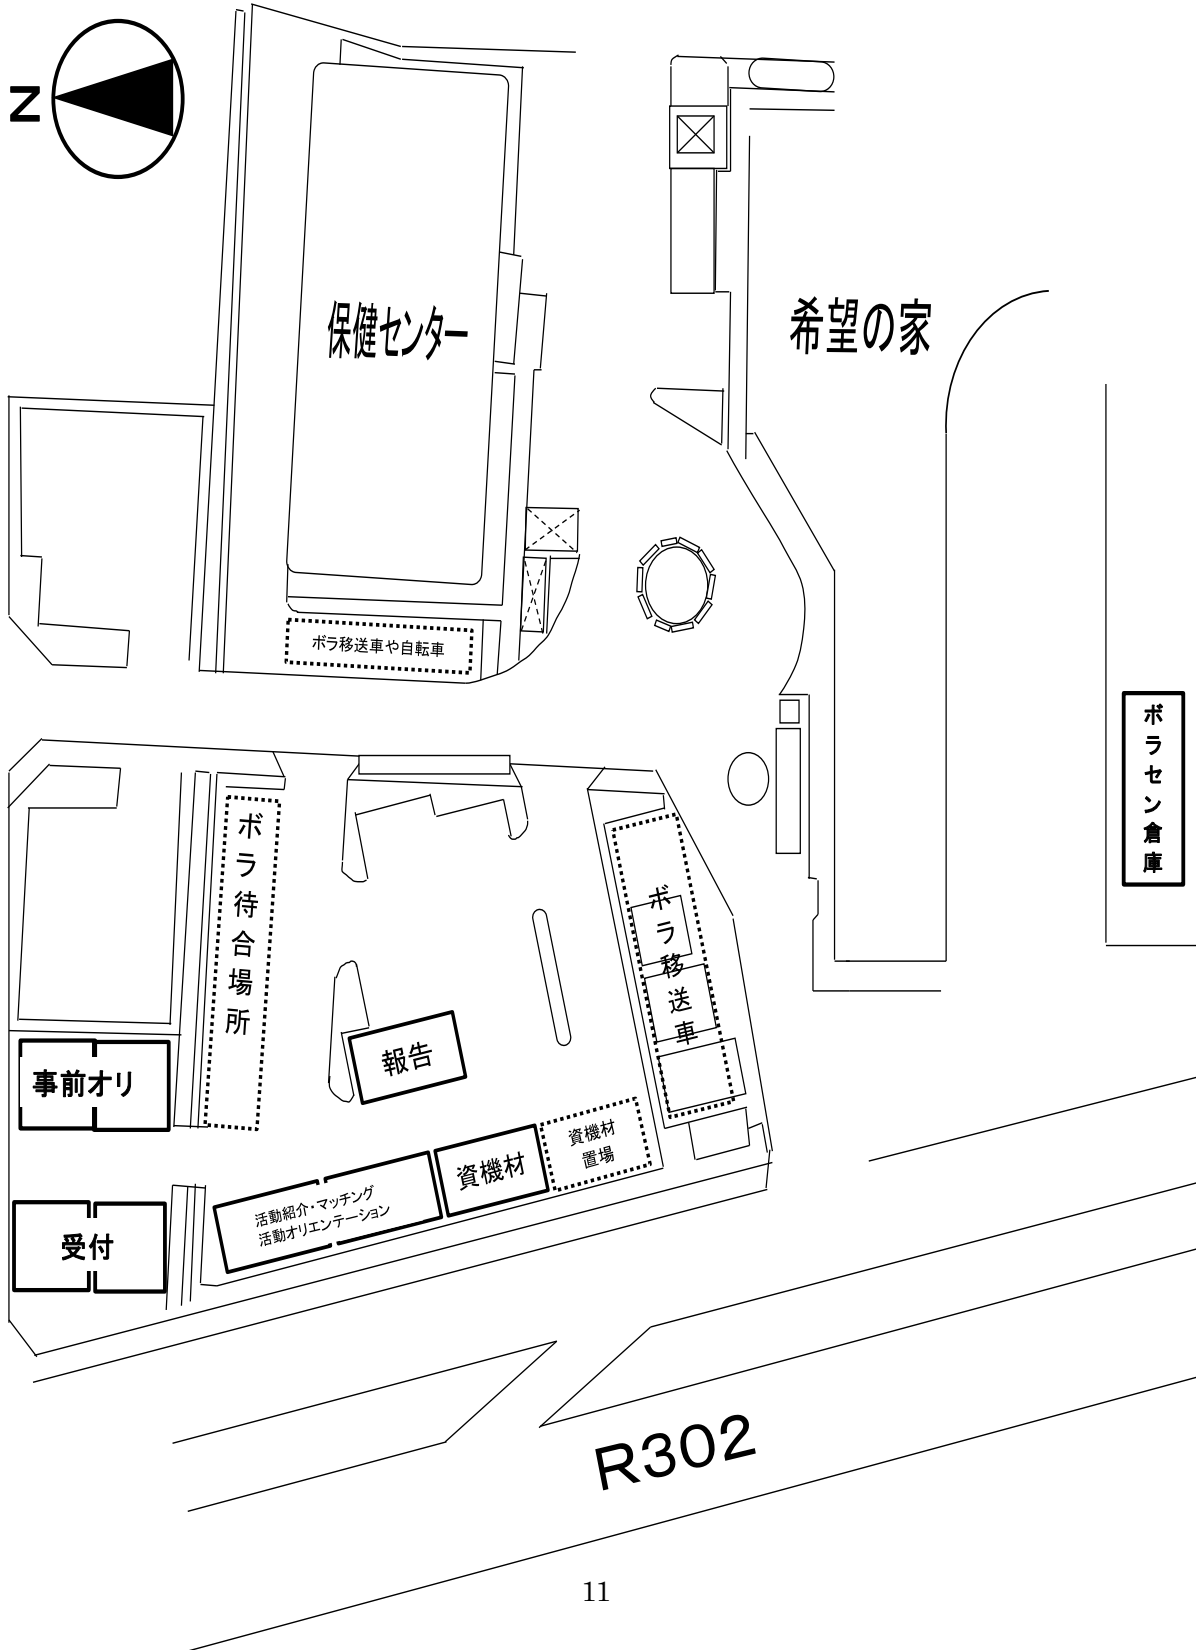 N
保健センター
希望の家
ボラ移送車や自転車
ボラセン倉庫
ボラ待合場所
ボラ移送車
報告
事前オリ
資機材
置場
資機材
活動紹介・マッチング
活動オリエンテーション
受付
R302
11